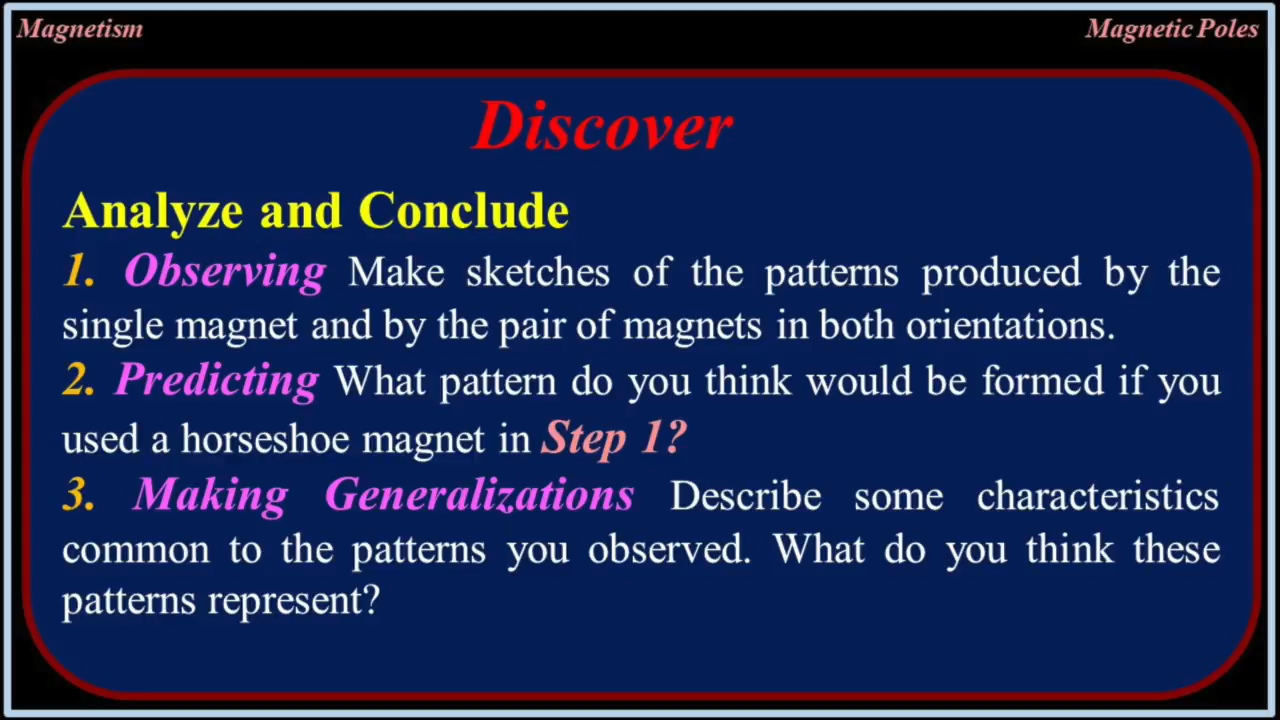 Magnetism
Magnetic Poles
Discover
Analyze and Conclude
1. Observing Make sketches of the patterns produced by the
single magnet and by the pair of magnets in both orientations.
2. Predicting What pattern do you think would be formed if you
used a horseshoe magnet in Step 1?
3. Making Generalizations Describe some characteristics
common to the patterns you observed. What do you think these
patterns represent?